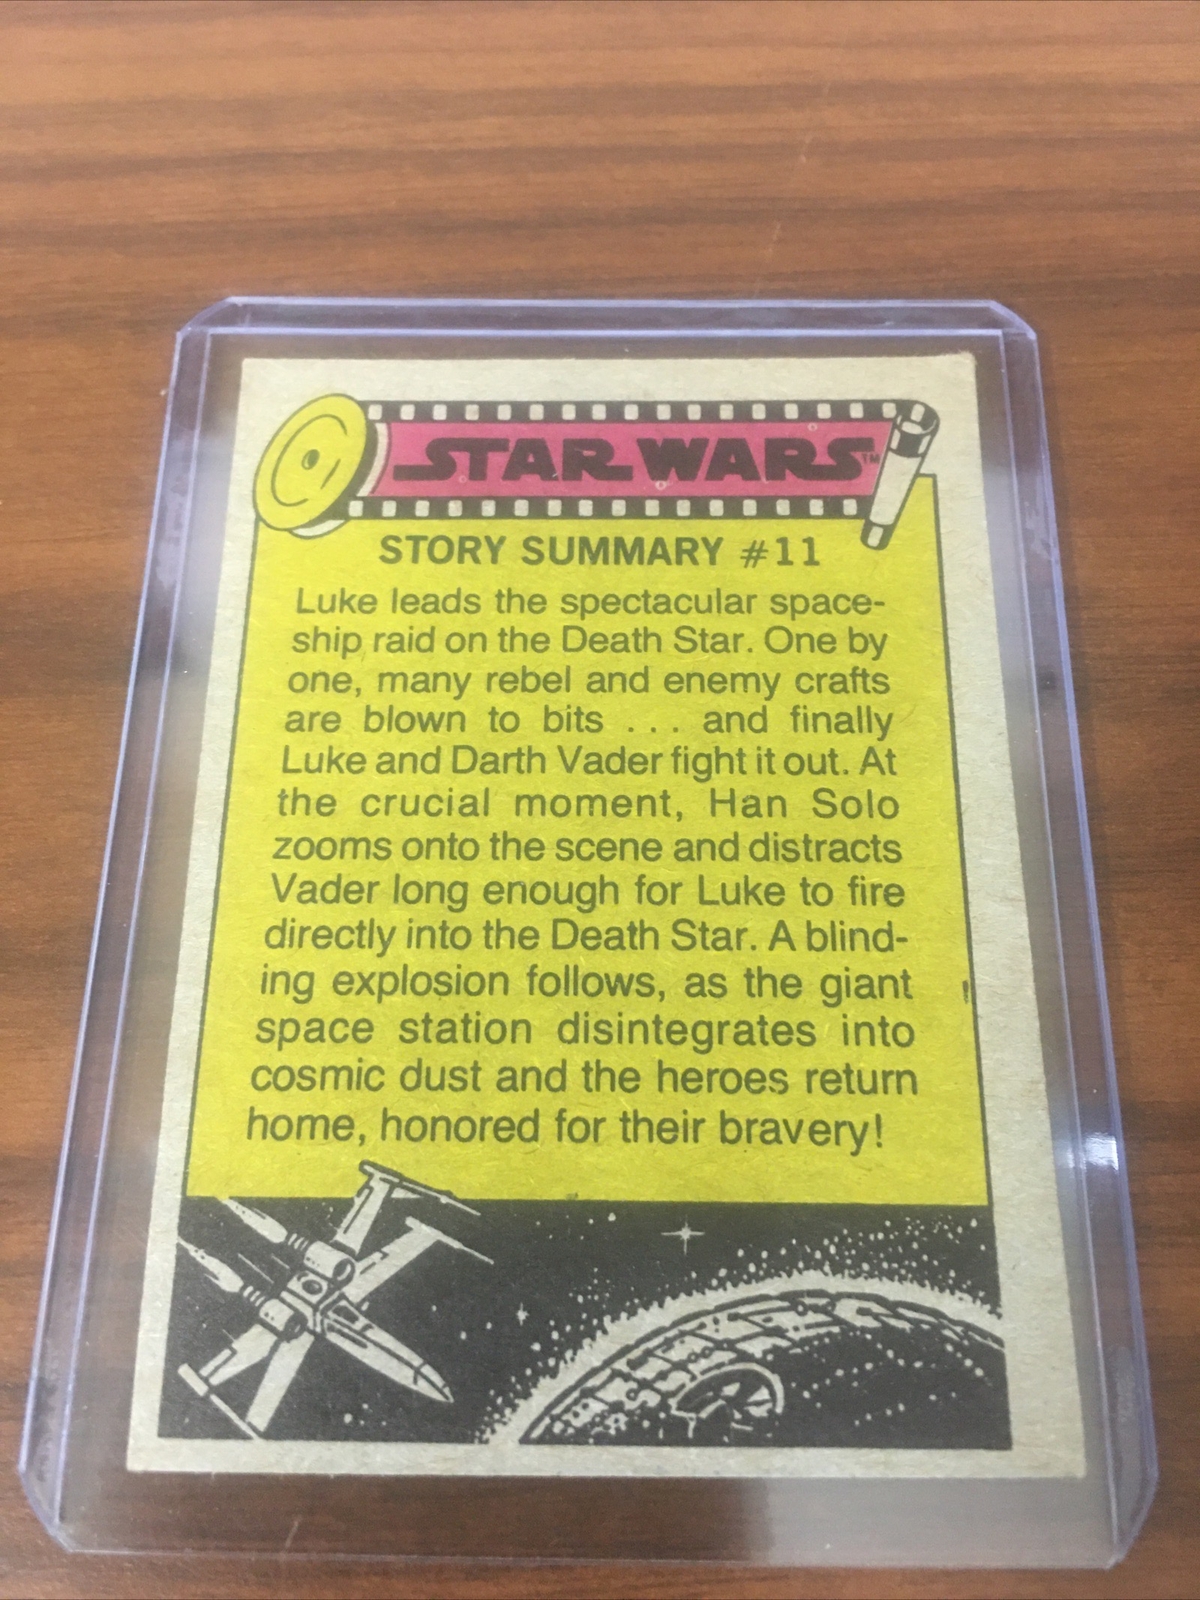 STAR WARS™
STORY SUMMARY #11
Luke leads the spectacular space-
ship raid on the Death Star. One by
one, many rebel and enemy crafts
are blown to bits . . . and finally
Luke and Darth Vader fight it out. At
the crucial moment, Han Solo
zooms onto the scene and distracts
Vader long enough for Luke to fire
directly into the Death Star. A blind-
ing explosion follows, as the giant
space station disintegrates into
cosmic dust and the heroes return
home, honored for their bravery!